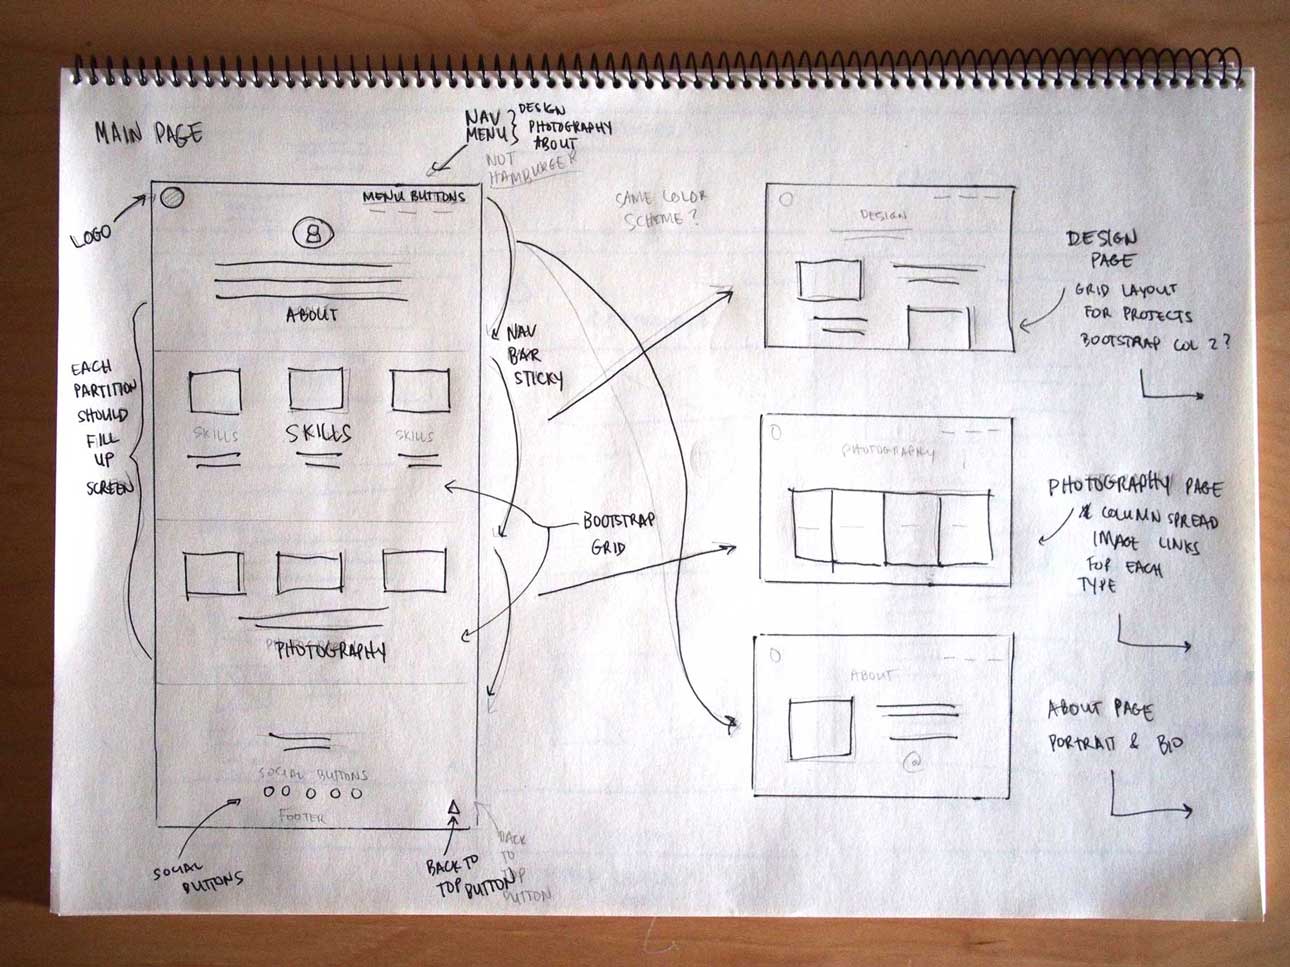 MAIN PAGE
NAV
MENU
DESIGN
PHOTOGRAPHY
ABOUT
NOT
HAMBURGER
LOGO
MENU BUTTONS
ABOUT
EACH
PARTITION
SHOULD
FILL
UP
SCREEN
SKILLS
SKILLS
SKILLS
NAV
BAR
STICKY
BOOTSTRAP
GRID
PHOTOGRAPHY
SOCIAL BUTTONS
FOOTER
SOCIAL
BUTTONS
BACK TO
TOP BUTTON
BACK
TO
TOP
BUTTON
SAME COLOR
SCHEME?
DESIGN
DESIGN
PAGE
GRID LAYOUT
FOR PROJECTS
BOOTSTRAP COL 2?
PHOTOGRAPHY
PHOTOGRAPHY PAGE
COLUMN SPREAD
IMAGE LINKS
FOR EACH
TYPE
ABOUT
@
ABOUT PAGE
PORTRAIT & BIO